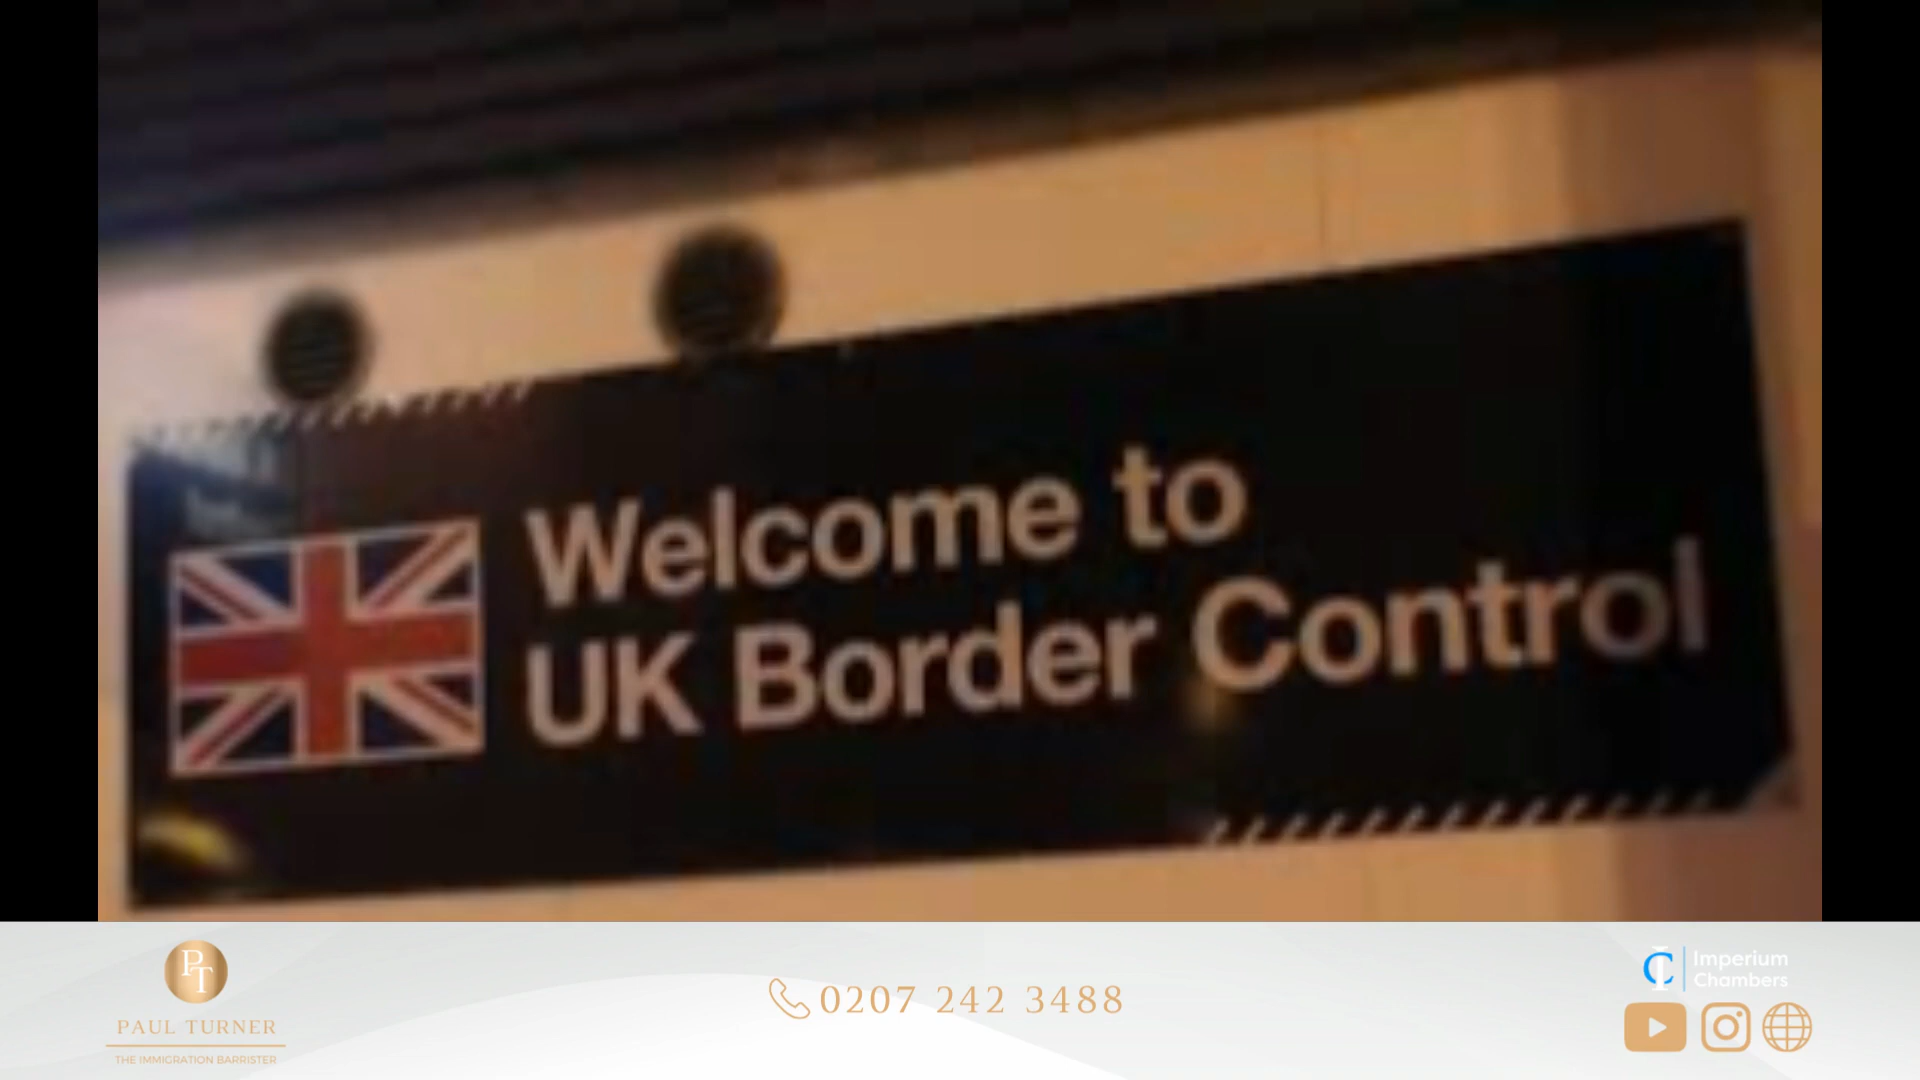 Welcome to
UK Border Control
PT
PAUL TURNER
THE IMMIGRATION BARRISTER
0207 242 3488
Imperium
Chambers